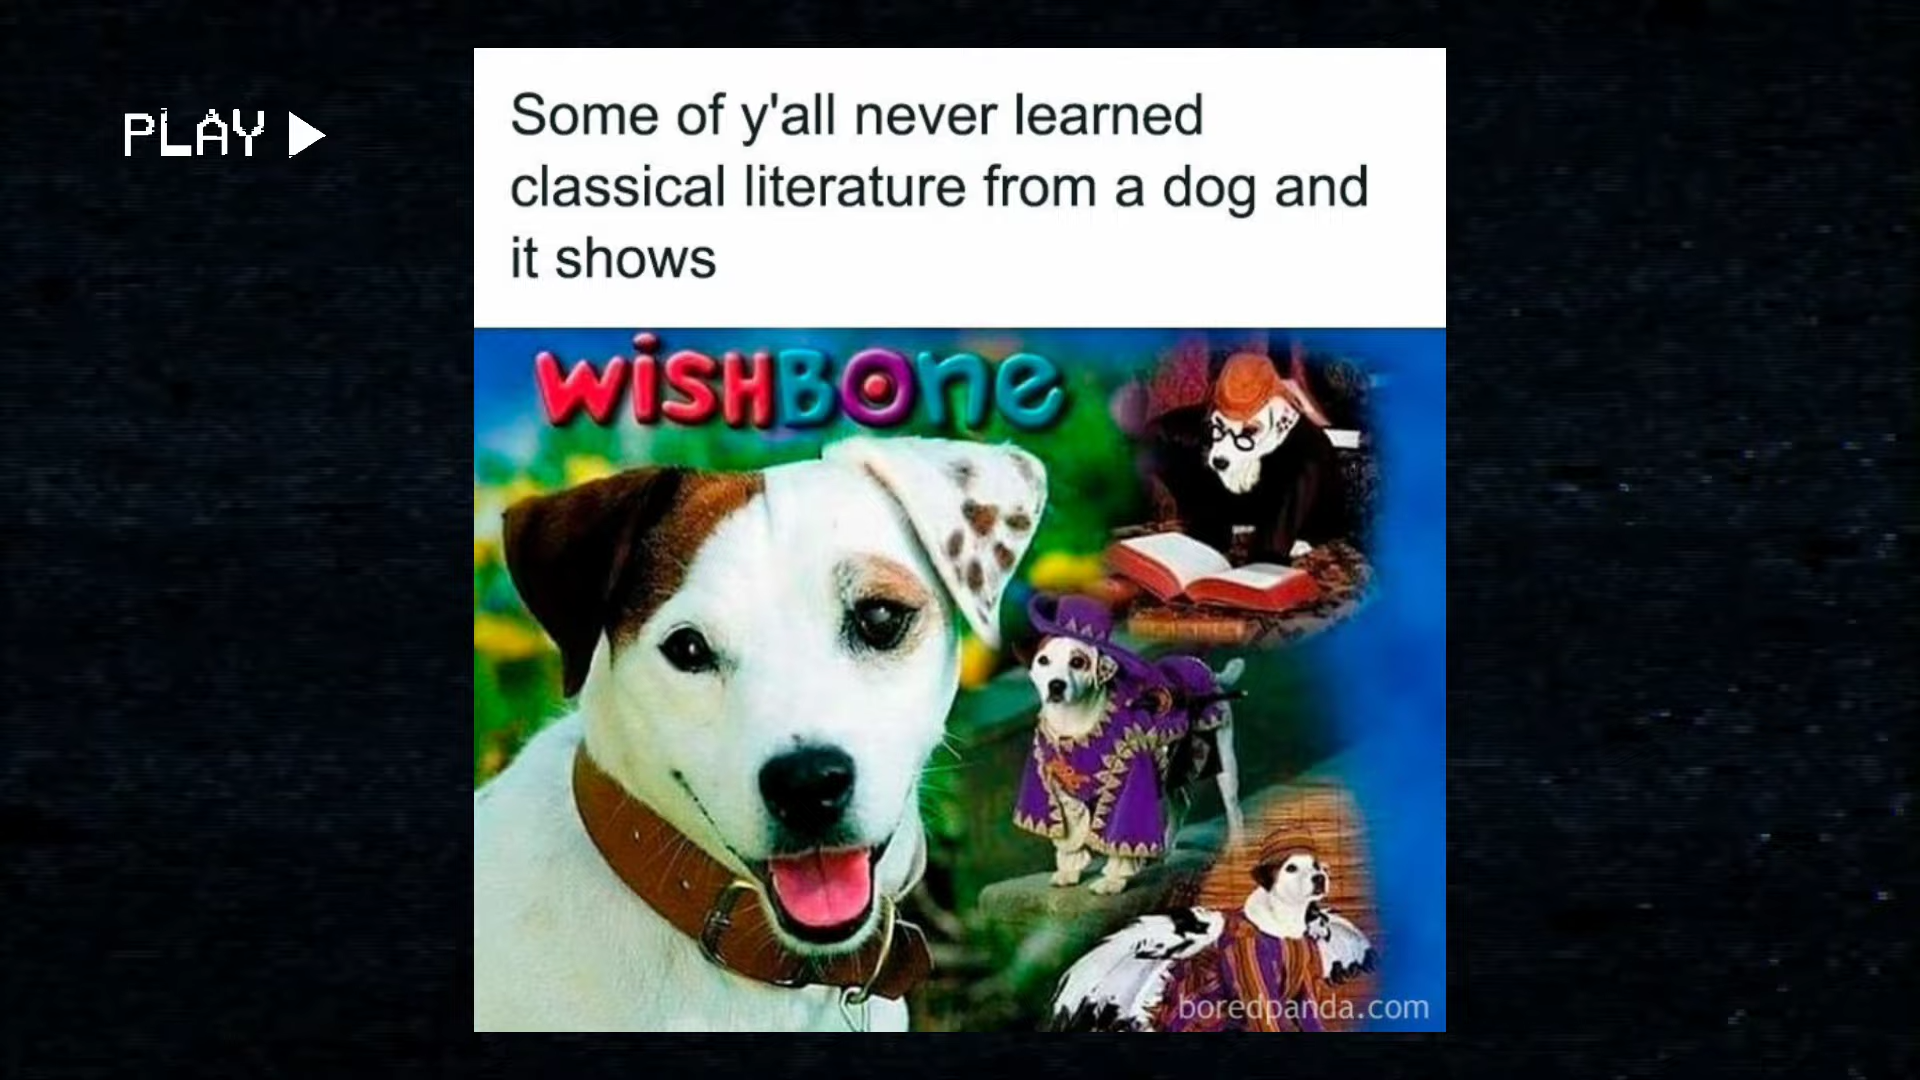 PLAY
Some of y'all never learned
classical literature from a dog and
it shows
WiSHBOne
boredpanda.com